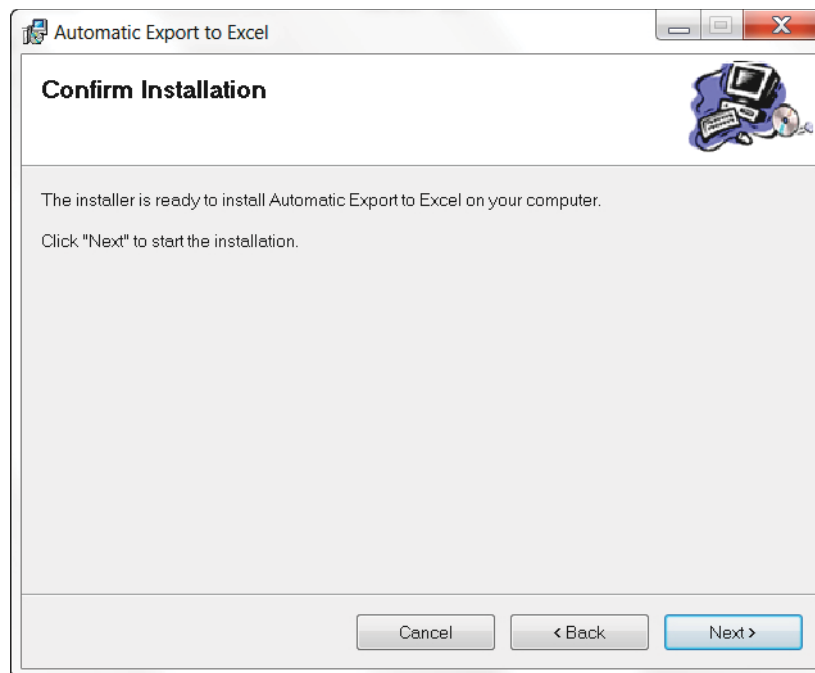 Automatic Export to Excel
Confirm Installation
The installer is ready to install Automatic Export to Excel on your computer.
Click "Next" to start the installation.
Cancel
< Back
Next >